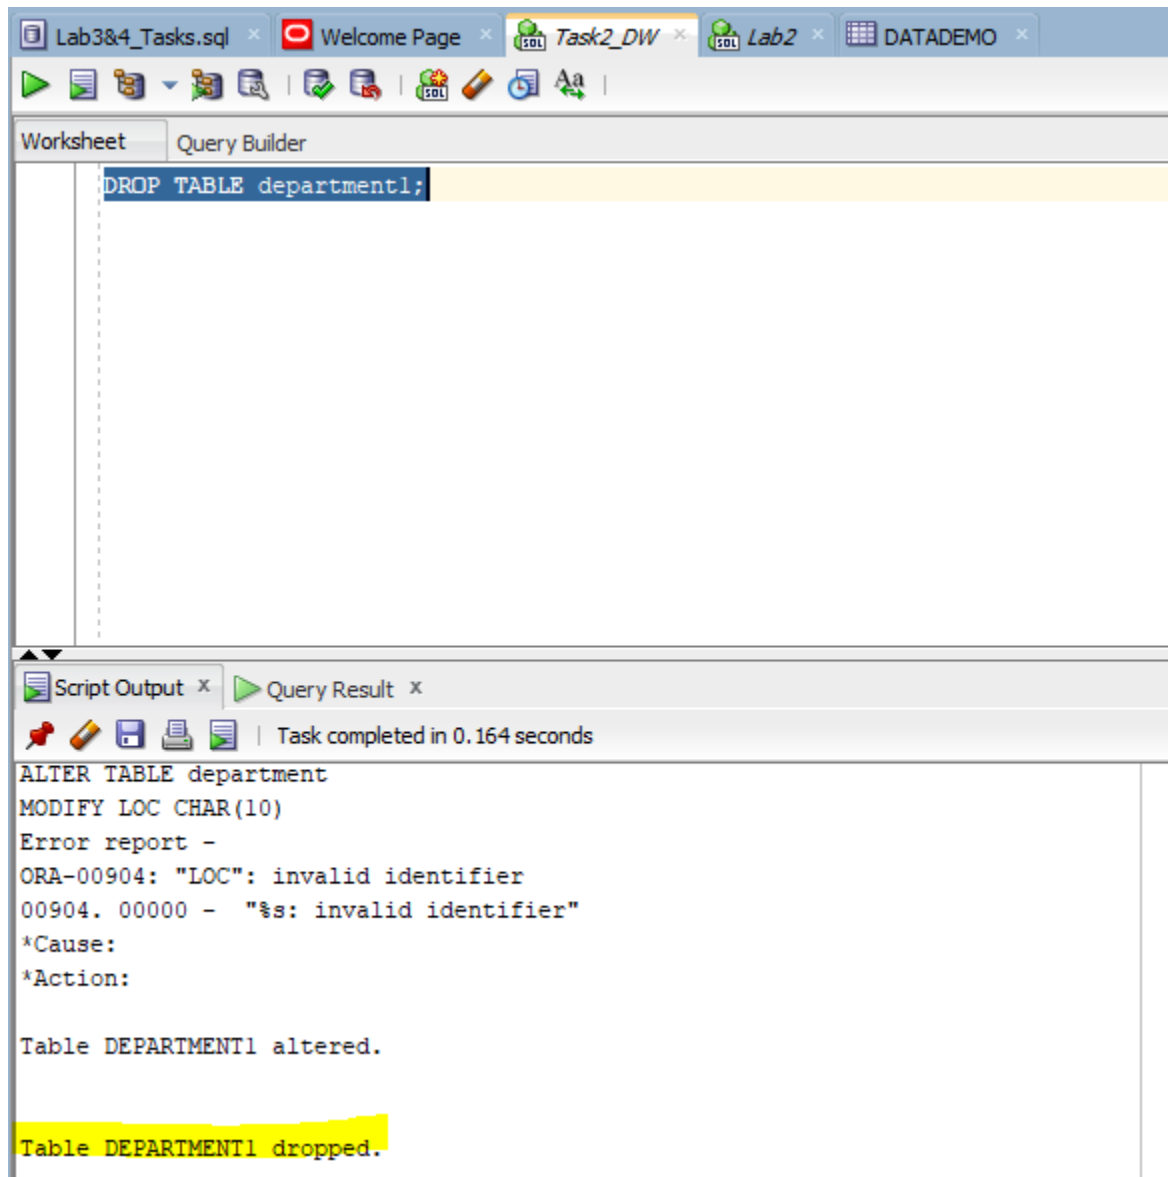 Lab3&4_Tasks.sql × Welcome Page × Task2_DW × Lab2 × DATADEMO ×
Worksheet Query Builder
DROP TABLE department1;
Script Output x Query Result x
Task completed in 0.164 seconds
ALTER TABLE department
MODIFY LOC CHAR(10)
Error report -
ORA-00904: "LOC": invalid identifier
00904. 00000 -  "%s: invalid identifier"
*Cause:
*Action:
Table DEPARTMENT1 altered.
Table DEPARTMENT1 dropped.